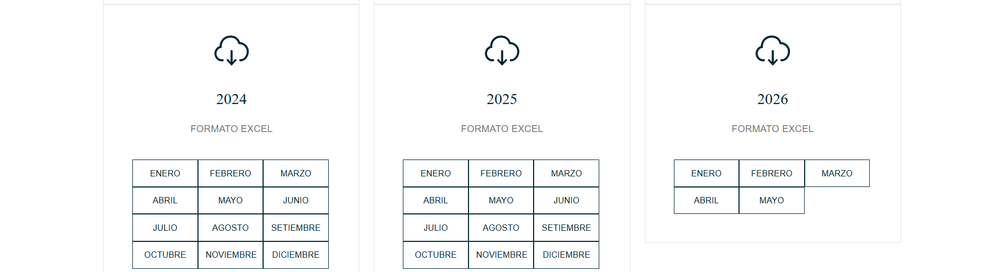 2024
FORMATO EXCEL
ENERO FEBRERO MARZO
ABRIL MAYO JUNIO
JULIO AGOSTO SETIEMBRE
OCTUBRE NOVIEMBRE DICIEMBRE
2025
FORMATO EXCEL
ENERO FEBRERO MARZO
ABRIL MAYO JUNIO
JULIO AGOSTO SETIEMBRE
OCTUBRE NOVIEMBRE DICIEMBRE
2026
FORMATO EXCEL
ENERO FEBRERO MARZO
ABRIL MAYO